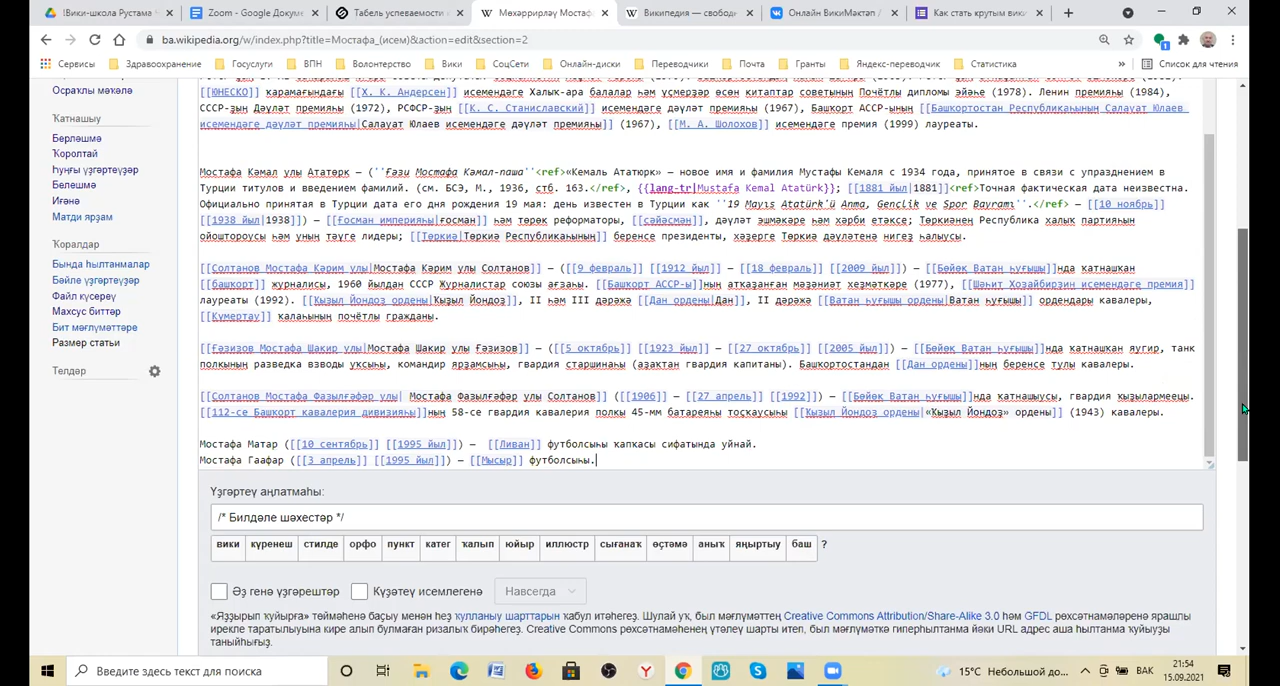 !Вики-школа Рустама
Zoom - Google Докуме
Табель успеваемости
Мөхәррирләү Мостаф
Википедия — свободн
Онлайн ВикиМәктәп /
Как стать крутым вики
ba.wikipedia.org/w/index.php?title=Мостафа_(исем)&action=edit&section=2
Сервисы
Здравоохранение
Госуслуги
ВПН
Волонтерство
Вики
СоцСети
Онлайн-диски
Переводчики
Почта
Гранты
Яндекс-переводчик
Статистика
»
Список для чтения
Осраҡлы мәҡәлә
Ҡатнашыу
Берләшмә
Ҡоролтай
Һуңғы үҙгәртеүҙәр
Белешмә
Иғәнә
Матди ярҙам
Ҡоралдар
Бында һылтанмалар
Бәйле үҙгәртеүҙәр
Файл күсереү
Махсус биттәр
Бит мәғлүмәттәре
Размер статьи
Телдәр
[[ЮНЕСКО]] ҡарамағындағы [[Х. К. Андерсен]] исемендәге Халыҡ-ара балалар һәм үҫмерҙәр өсөн китаптар советының Почётлы дипломы эйәһе (1978). Ленин премияһы (1984),
СССР-ҙың Дәүләт премияһы (1972), РСФСР-ҙың [[К. С. Станиславский]] исемендәге дәүләт премияһы (1967), Башҡорт АССР-ының [[Башҡортостан Республикаһының Салауат Юлаев
исемендәге дәүләт премияһы|Салауат Юлаев исемендәге дәүләт премияһы]] (1967), [[М. А. Шолохов]] исемендәге премия (1999) лауреаты.
Мостафа Кәмал улы Ататөрк – (''Ғәзи Мостафа Кәмал-паша''<ref>«Кемаль Ататюрк» – новое имя и фамилия Мустафы Кемаля с 1934 года, принятое в связи с упразднением в
Турции титулов и введением фамилий. (см. БСЭ, М., 1936, стб. 163.</ref>, {{lang-tr|Mustafa Kemal Atatürk}}; [[1881 йыл|1881]]<ref>Точная фактическая дата неизвестна.
Официально принятая в Турции дата его дня рождения 19 мая: день известен в Турции как ''19 Mayıs Atatürk'ü Anma, Gençlik ve Spor Bayramı''.</ref> – [[10 ноябрь]]
[[1938 йыл|1938]]) – [[Ғосман империяһы|ғосман]] һәм төрөк реформаторы, [[сәйәсмән]], дәүләт эшмәкәре һәм хәрби етәксе; Төркиәнең Республика халыҡ партияһын
ойоштороусы һәм уның тәүге лидеры; [[Төркиә|Төркиә Республикаһының]] беренсе президенты, хәҙерге Төркиә дәүләтенә нигеҙ һалыусы.
[[Солтанов Мостафа Кәрим улы|Мостафа Кәрим улы Солтанов]] – ([[9 февраль]] [[1912 йыл]] – [[18 февраль]] [[2009 йыл]]) – [[Бөйөк Ватан һуғышы]]нда ҡатнашҡан
[[башҡорт]] журналисы, 1960 йылдан СССР Журналистар союзы ағзаһы. [[Башҡорт АССР-ы]]ның атҡаҙанған мәҙәниәт хеҙмәткәре (1977), [[Шәһит Хоҙайбирҙин исемендәге премия]]
лауреаты (1992). [[Ҡыҙыл Йондоҙ ордены|Ҡыҙыл Йондоҙ]], II һәм III дәрәжә [[Дан ордены|Дан]], II дәрәжә [[Ватан һуғышы ордены|Ватан һуғышы]] ордендары кавалеры,
[[Күмертау]] ҡалаһының почётлы гражданы.
[[Ғәзизов Мостафа Шакир улы|Мостафа Шакир улы Ғәзизов]] – ([[5 октябрь]] [[1923 йыл]] – [[27 октябрь]] [[2005 йыл]]) – [[Бөйөк Ватан һуғышы]]нда ҡатнашҡан яугир, танк
полкының разведка взводы уҡсыһы, командир ярҙамсыһы, гвардия старшинаһы (аҙаҡтан гвардия капитаны). Башҡортостандан [[Дан ордены]]ның беренсе тулы кавалеры.
[[Солтанов Мостафа Фазылғәфәр улы| Мостафа Фазылғәфәр улы Солтанов]] ([[1906]] – [[27 апрель]] [[1992]]) – [[Бөйөк Ватан һуғышы]]нда ҡатнашыусы, гвардия ҡыҙылармеецы.
[[112-се Башҡорт кавалерия дивизияһы]]ның 58-се гвардия кавалерия полкы 45-мм батареяһы тоҫҡаусыһы [[Ҡыҙыл Йондоҙ ордены|«Ҡыҙыл Йондоҙ» ордены]] (1943) кавалеры.
Мостафа Матар ([[10 сентябрь]] [[1995 йыл]]) – [[Ливан]] футболсыһы ҡапҡасы сифатында уйнай.
Мостафа Гаафар ([[3 апрель]] [[1995 йыл]]) – [[Мысыр]] футболсыһы.
Үҙгәртеү аңлатмаһы:
/* Билдәле шәхестәр */
вики күренеш стилде орфо пункт катег ҡалып юйыр иллюстр сығанаҡ өҫтәмә аныҡ яңыртыу баш ?
Әҙ генә үҙгәрештәр
Күҙәтеү исемлегенә
Навсегда
«Яҙҙырып ҡуйырға» төймәһенә баҫыу менән һеҙ ҡулланыу шарттарын ҡабул итәһегеҙ. Шулай уҡ, был мәғлүмәттең Creative Commons Attribution/Share-Alike 3.0 һәм GFDL рөхсәтнамәләренә ярашлы
ирекле таратылыуына кире алып булмаған ризалыҡ бирәһегеҙ. Creative Commons рөхсәтнамәһенең үтәлеү шарты итеп, был мәғлүмәткә гиперһылтанма йәки URL адрес аша һылтанма ҡуйыуҙы
таныйһығыҙ.
Введите здесь текст для поиска
15°C Небольшой до...
ВАК
21:54
15.09.2021